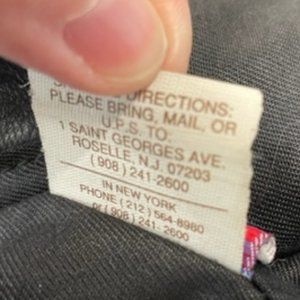 DIRECTIONS:
PLEASE BRING, MAIL, OR
U.P.S. TO:
1 SAINT GEORGES AVE.
ROSELLE, N.J. 07203
(908) 241-2600
IN NEW YORK
PHONE (212) 564-8980
or (908) 241-2600